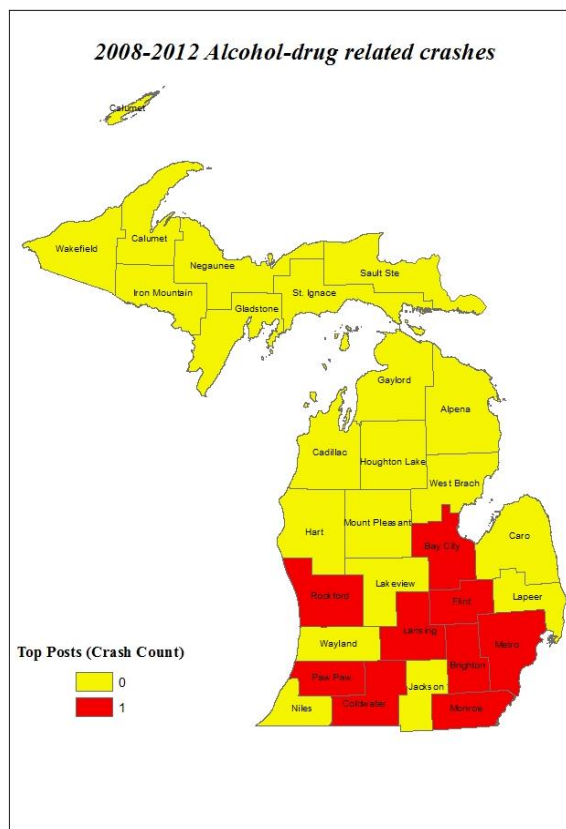 2008-2012 Alcohol-drug related crashes
Calumet
Calumet
Wakefield
Negaunee
Sault Ste
Iron Mountain
St. Ignace
Gladstone
Gaylord
Alpena
Cadillac
Houghton Lake
West Brach
Hart
Mount Pleasant
Caro
Bay City
Lakeview
Rockford
Flint
Lapeer
Lansing
Wayland
Metro
Brighton
Top Posts (Crash Count)
0
1
Paw Paw
Jackson
Niles
Coldwater
Monroe